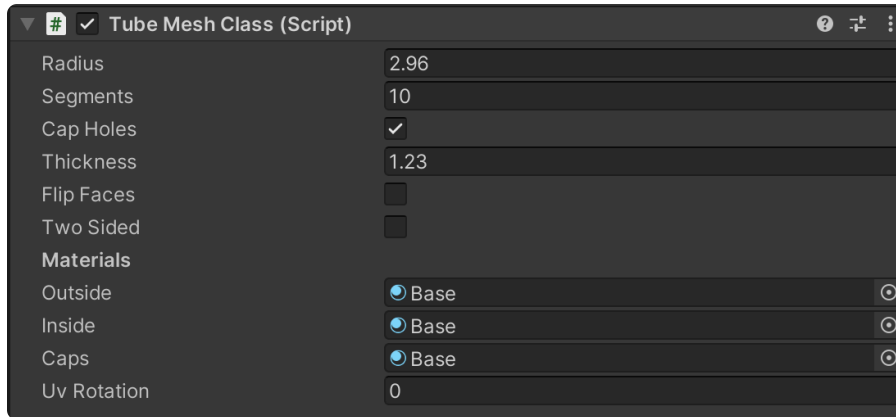 # Tube Mesh Class (Script)
Radius 2.96
Segments 10
Cap Holes
Thickness 1.23
Flip Faces
Two Sided
Materials
Outside Base
Inside Base
Caps Base
Uv Rotation 0